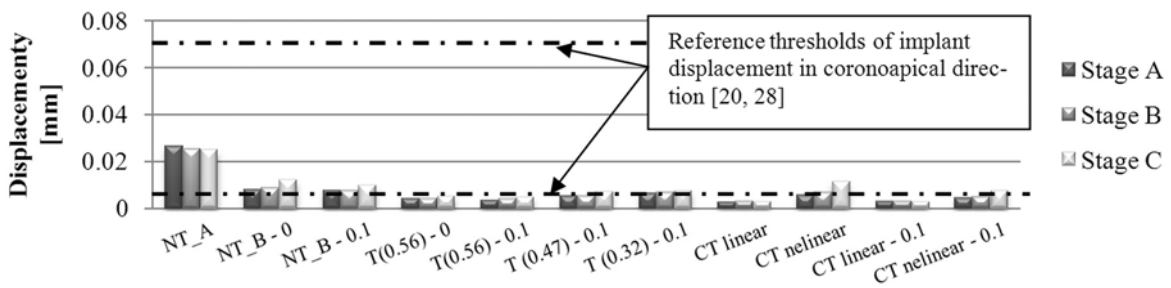 Displacementy
[mm]
0.08
0.06
0.04
0.02
0
Reference thresholds of implant
displacement in coronoapical direc-
tion [20, 28]
Stage A
Stage B
Stage C
NT_A
NT_B - 0
NT_B - 0.1
T(0.56) - 0
T(0.56) - 0.1
T (0.47) - 0.1
T (0.32) - 0.1
CT linear
CT nelinear
CT linear - 0.1
CT nelinear - 0.1